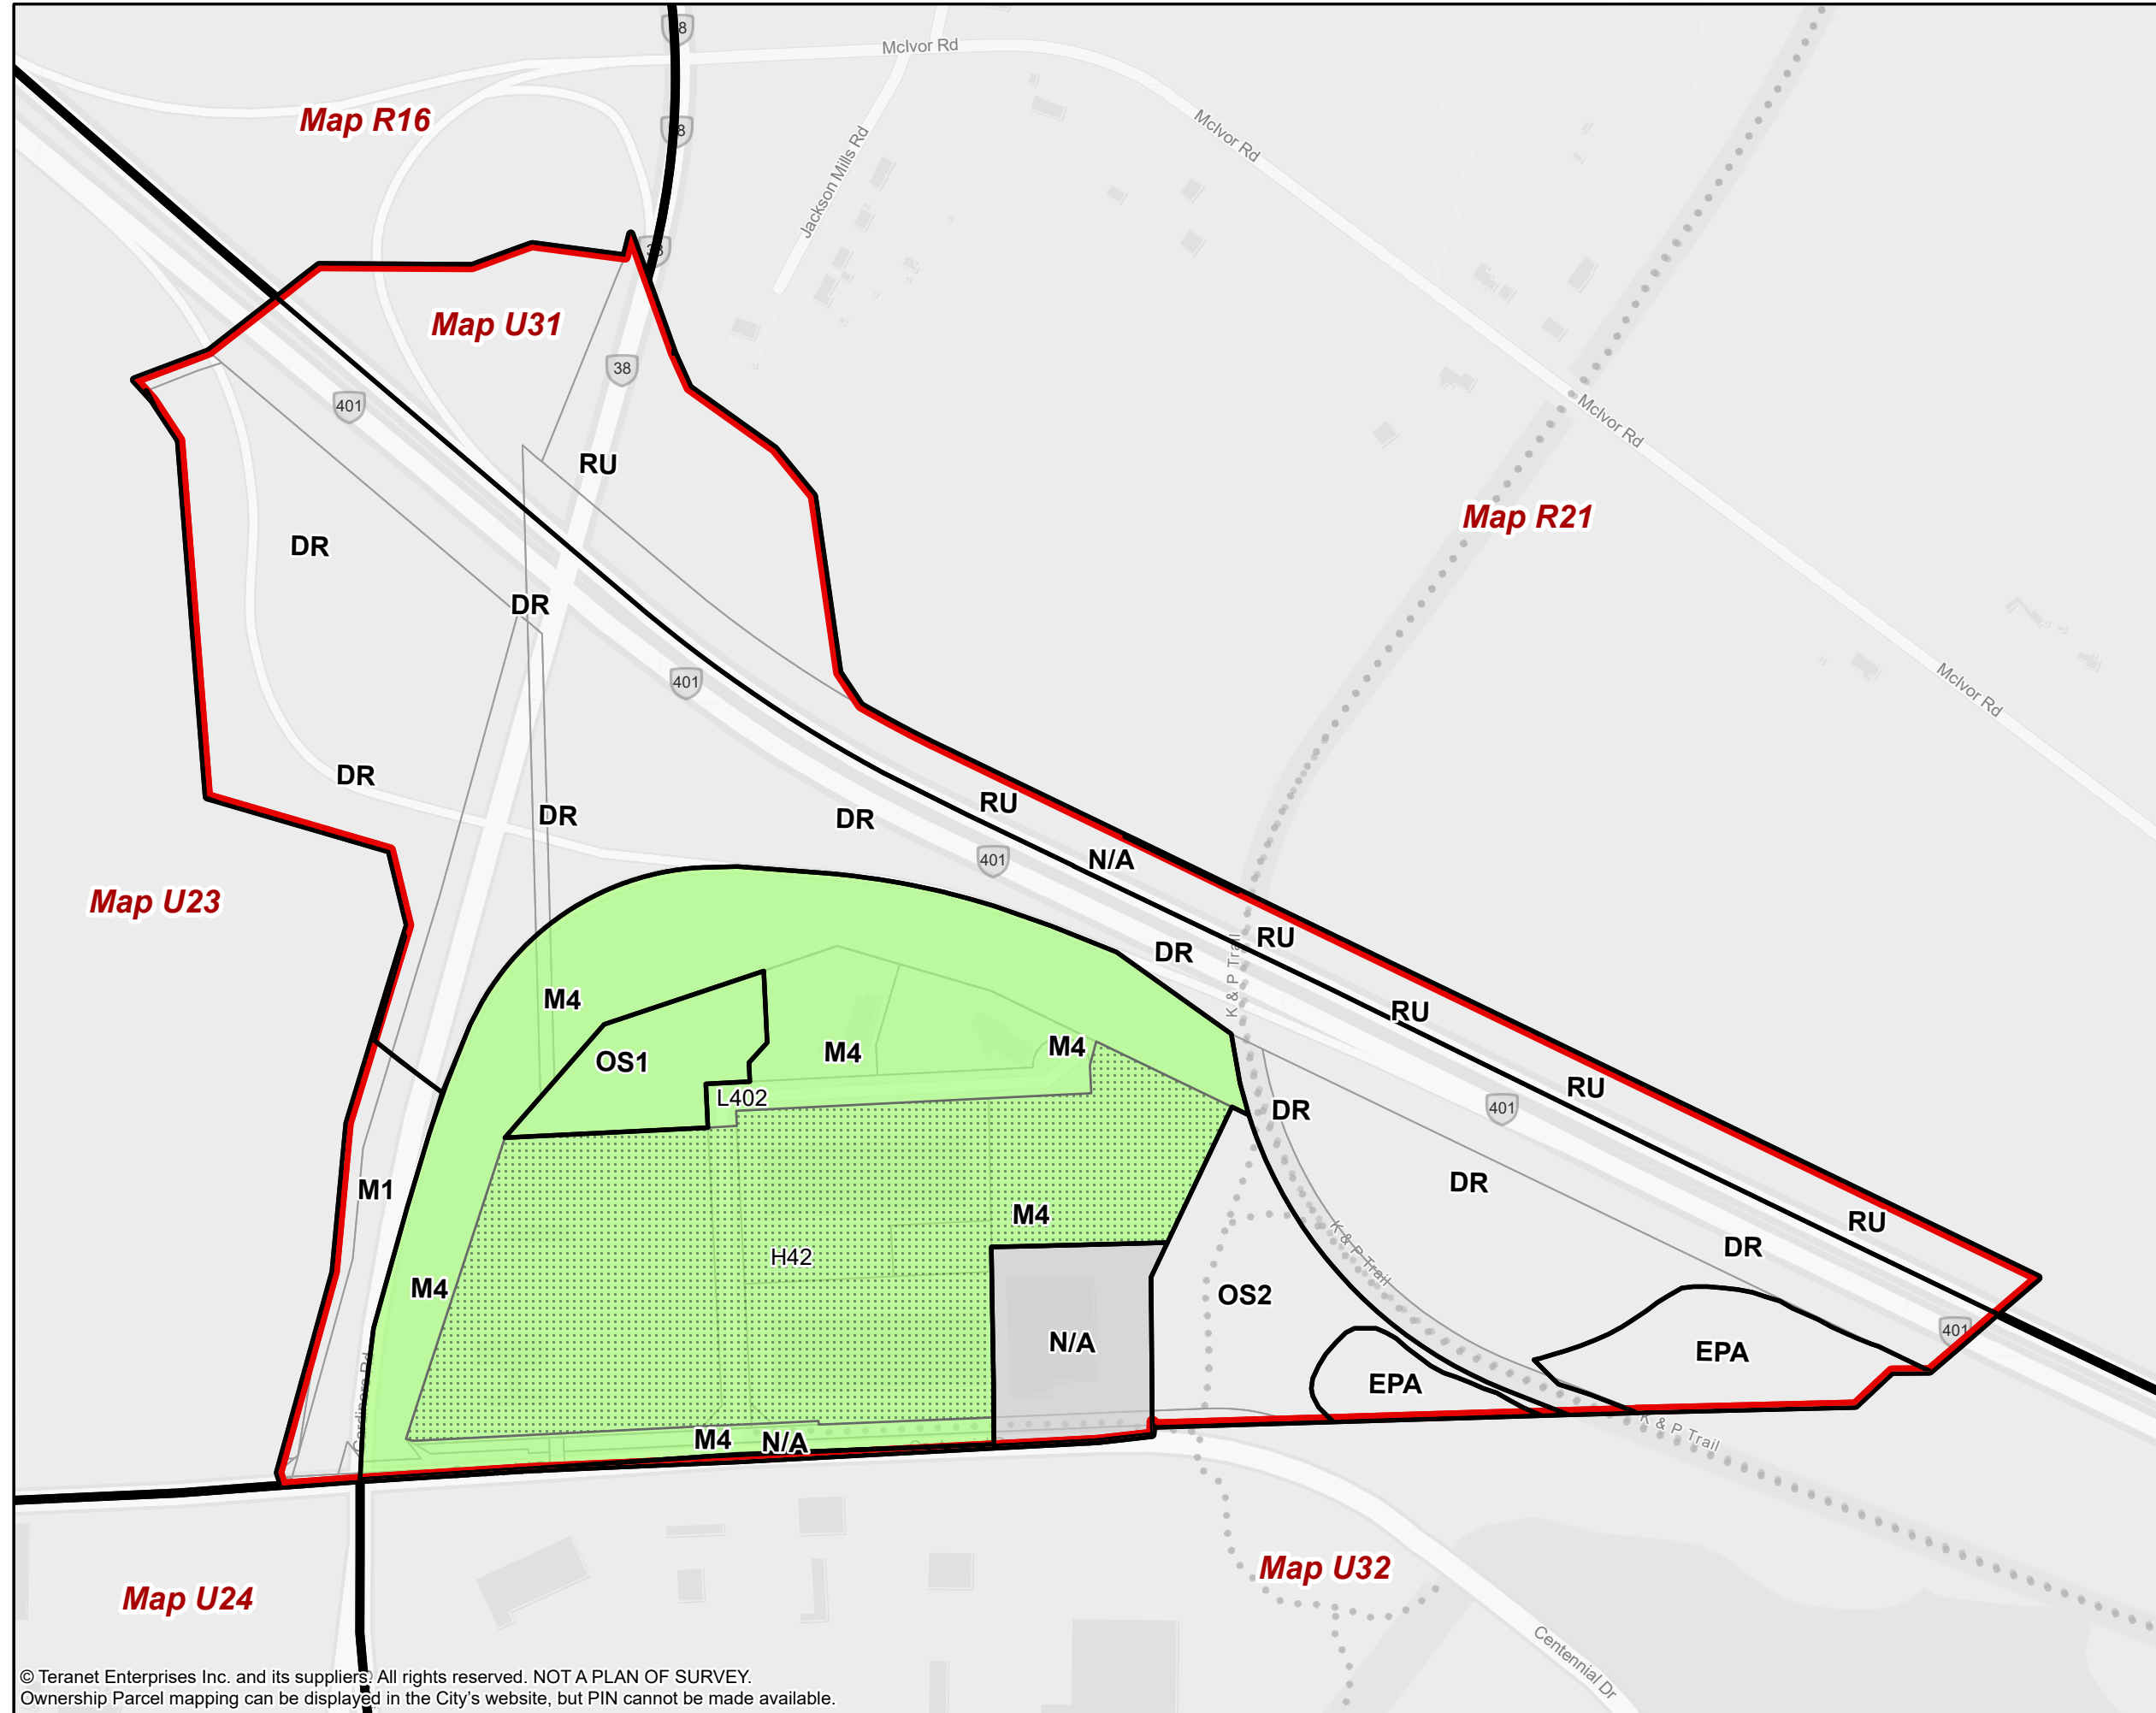 McIvor Rd
Map R16
McIvor Rd
Jackson Mills Rd
Map U31
38
401
McIvor Rd
RU
Map R21
DR
DR
401
McIvor Rd
DR
DR
DR
RU
401
N/A
Map U23
RU
DR
K & P Trail
M4
RU
M4
M4
OS1
RU
L402
401
DR
DR
M1
M4
RU
DR
H42
K & P Trail
M4
OS2
401
N/A
EPA
EPA
M4
N/A
K & P Trail
Map U32
Map U24
Centennial Dr
© Teranet Enterprises Inc. and its suppliers. All rights reserved. NOT A PLAN OF SURVEY.
Ownership Parcel mapping can be displayed in the City's website, but PIN cannot be made available.